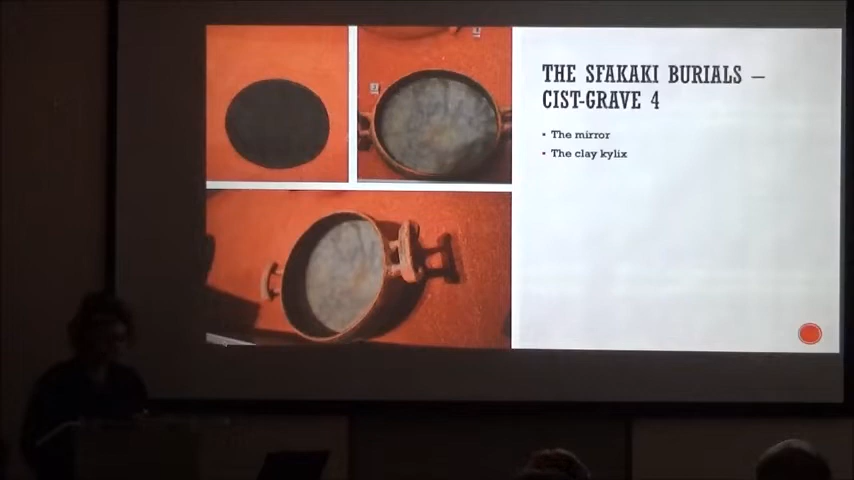 THE SFAKAKI BURIALS –
CIST-GRAVE 4
▪ The mirror
▪ The clay kylix